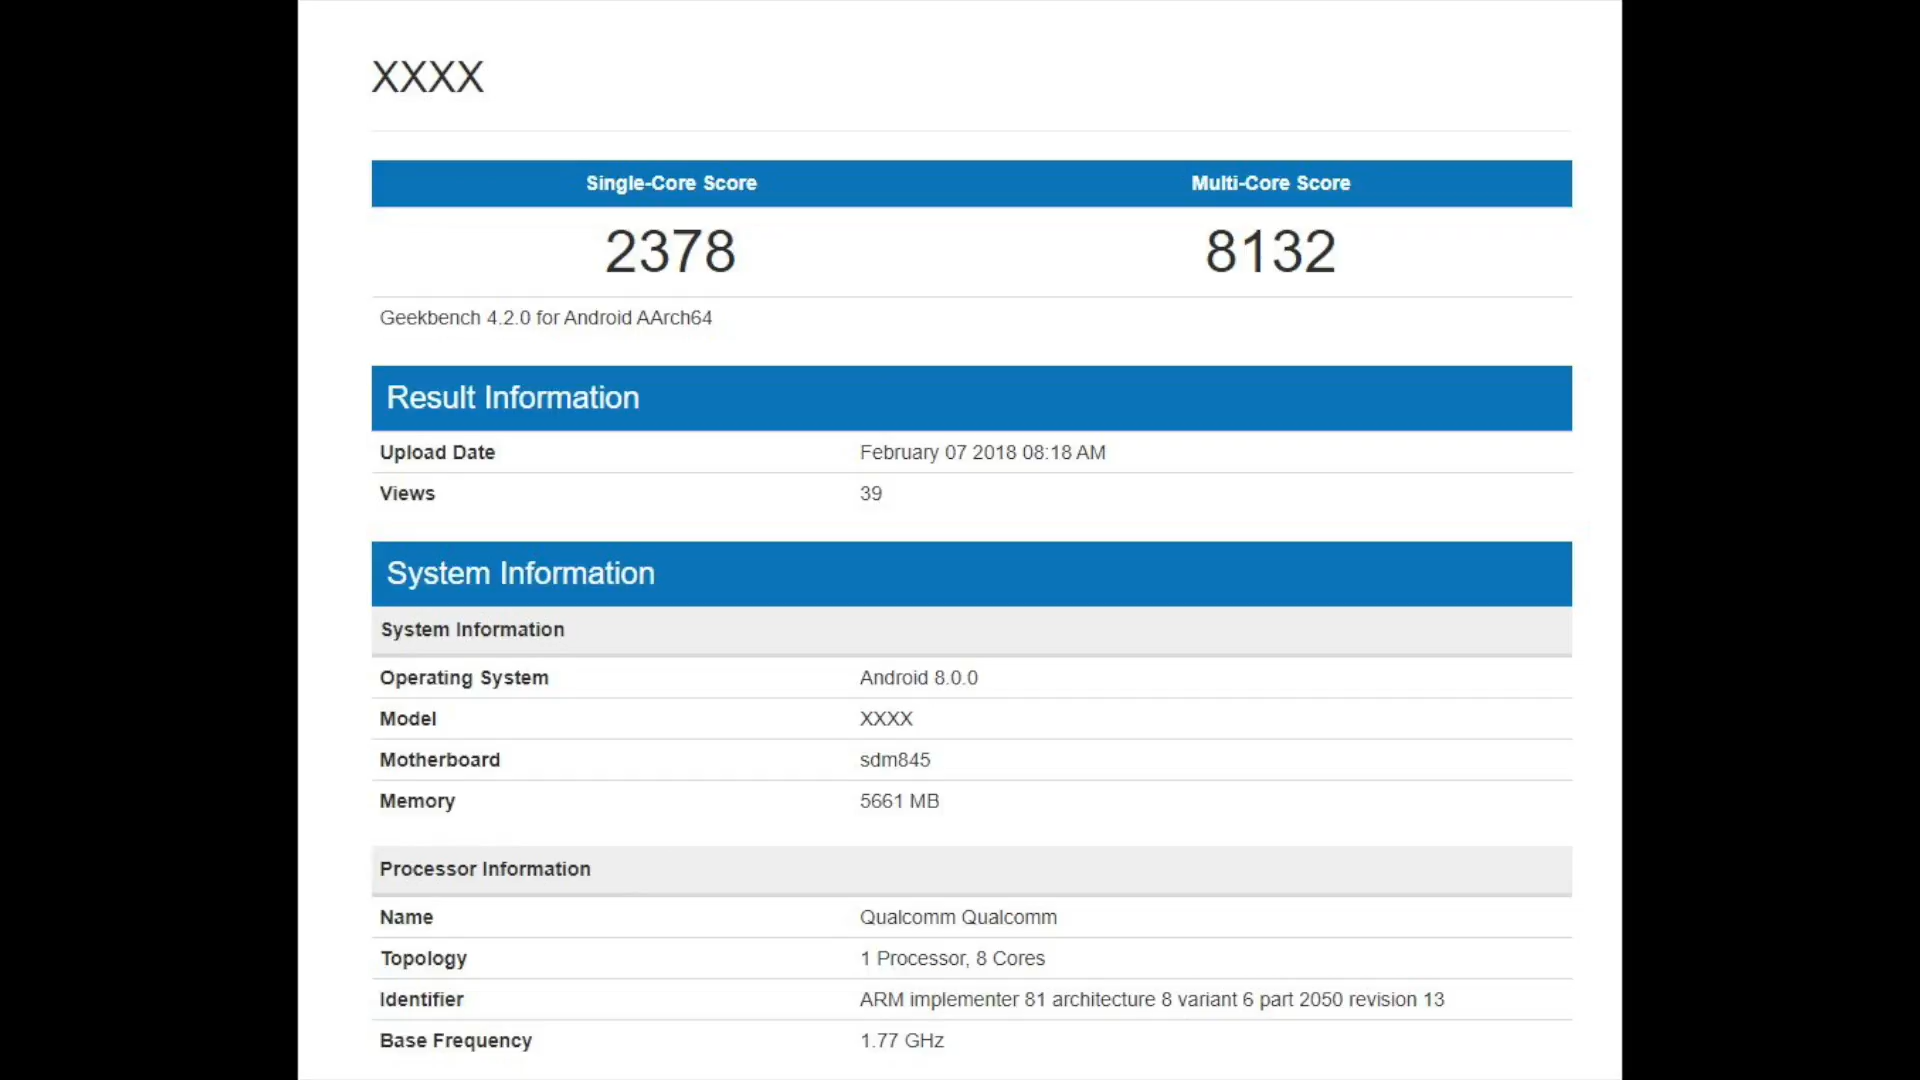 XXXX
Single-Core Score Multi-Core Score
2378 8132
Geekbench 4.2.0 for Android AArch64
Result Information
Upload Date February 07 2018 08:18 AM
Views 39
System Information
System Information
Operating System Android 8.0.0
Model XXXX
Motherboard sdm845
Memory 5661 MB
Processor Information
Name Qualcomm Qualcomm
Topology 1 Processor, 8 Cores
Identifier ARM implementer 81 architecture 8 variant 6 part 2050 revision 13
Base Frequency 1.77 GHz